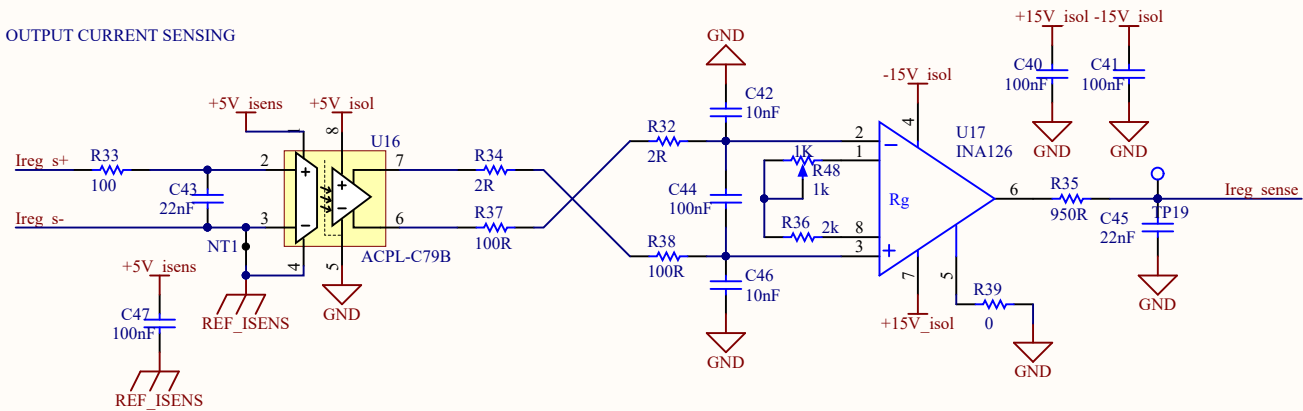 OUTPUT CURRENT SENSING
+5V_isens
+5V_isol
1
8
U16
Ireg_s+
R33
100
2
7
R34
2R
C43
22nF
Ireg_s-
3
6
R37
100R
NT1
4
5
ACPL-C79B
GND
REF_ISENS
+5V_isens
C47
100nF
REF_ISENS
GND
C42
10nF
R32
2R
C44
100nF
R38
100R
C46
10nF
GND
-15V_isol
4
U17
INA126
2
1
1K
R48
1k
Rg
R36
2k
8
3
7
5
+15V_isol
R39
0
GND
6
R35
950R
C45
22nF
TP19
GND
Ireg_sense
+15V_isol
-15V_isol
C40
100nF
C41
100nF
GND
GND